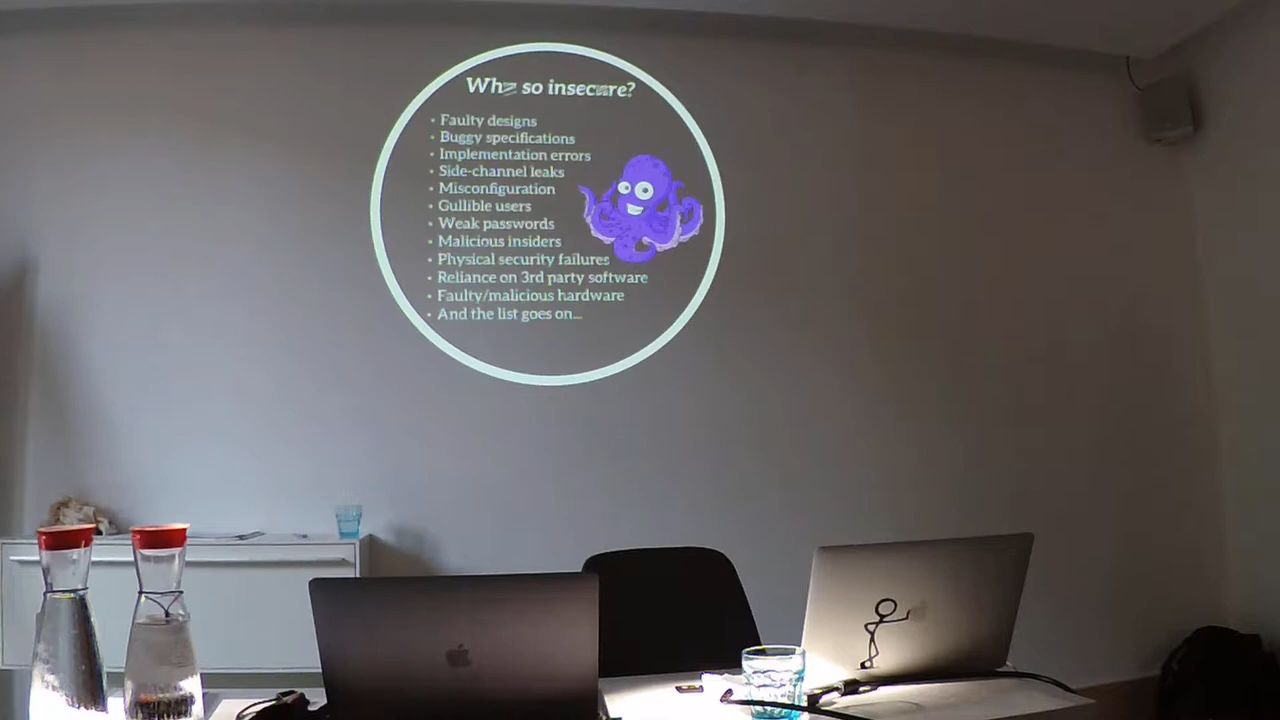 Why so insecure?
• Faulty designs
• Buggy specifications
• Implementation errors
• Side-channel leaks
• Misconfiguration
• Gullible users
• Weak passwords
• Malicious insiders
• Physical security failures
• Reliance on 3rd party software
• Faulty/malicious hardware
• And the list goes on...